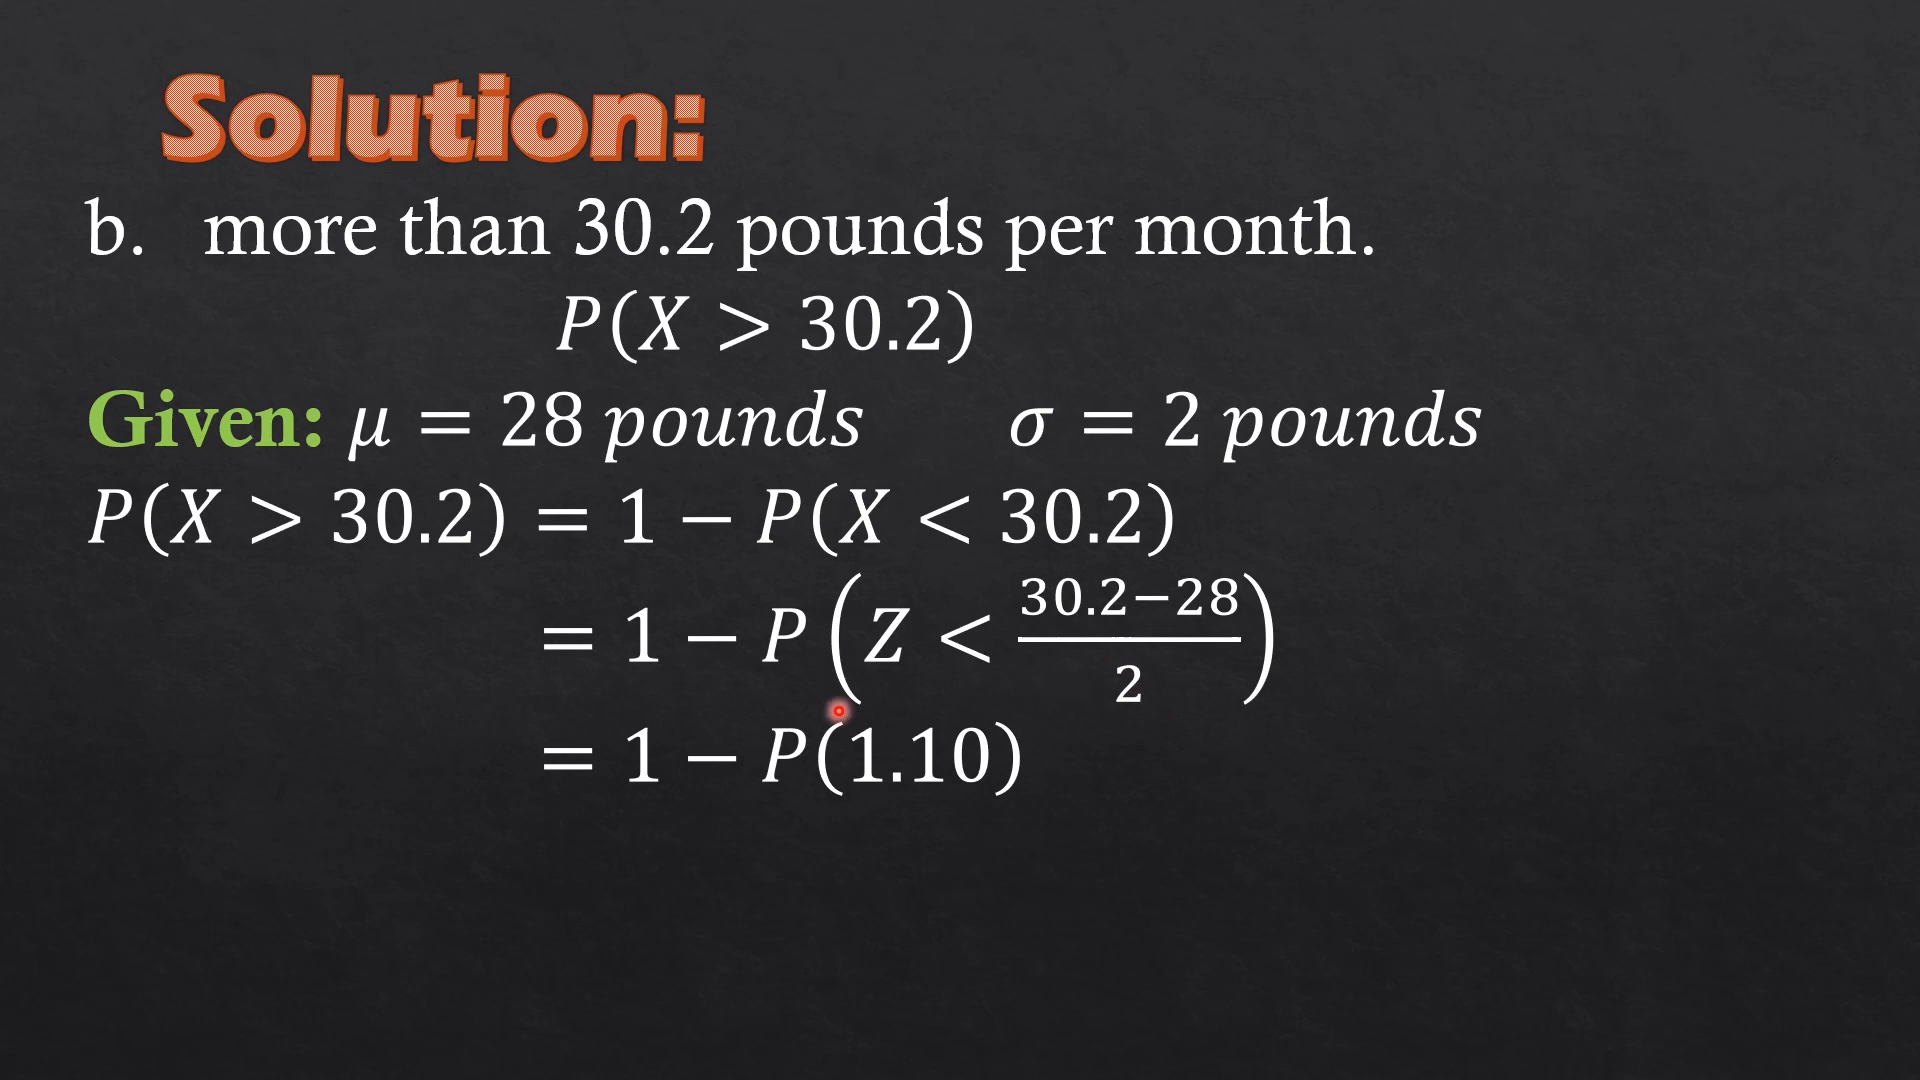 Solution:
b. more than 30.2 pounds per month.
P(X > 30.2)
Given: μ = 28 pounds σ = 2 pounds
P(X > 30.2) = 1 − P(X < 30.2)
= 1 − P(Z < \frac{30.2−28}{2})
= 1 − P(1.10)